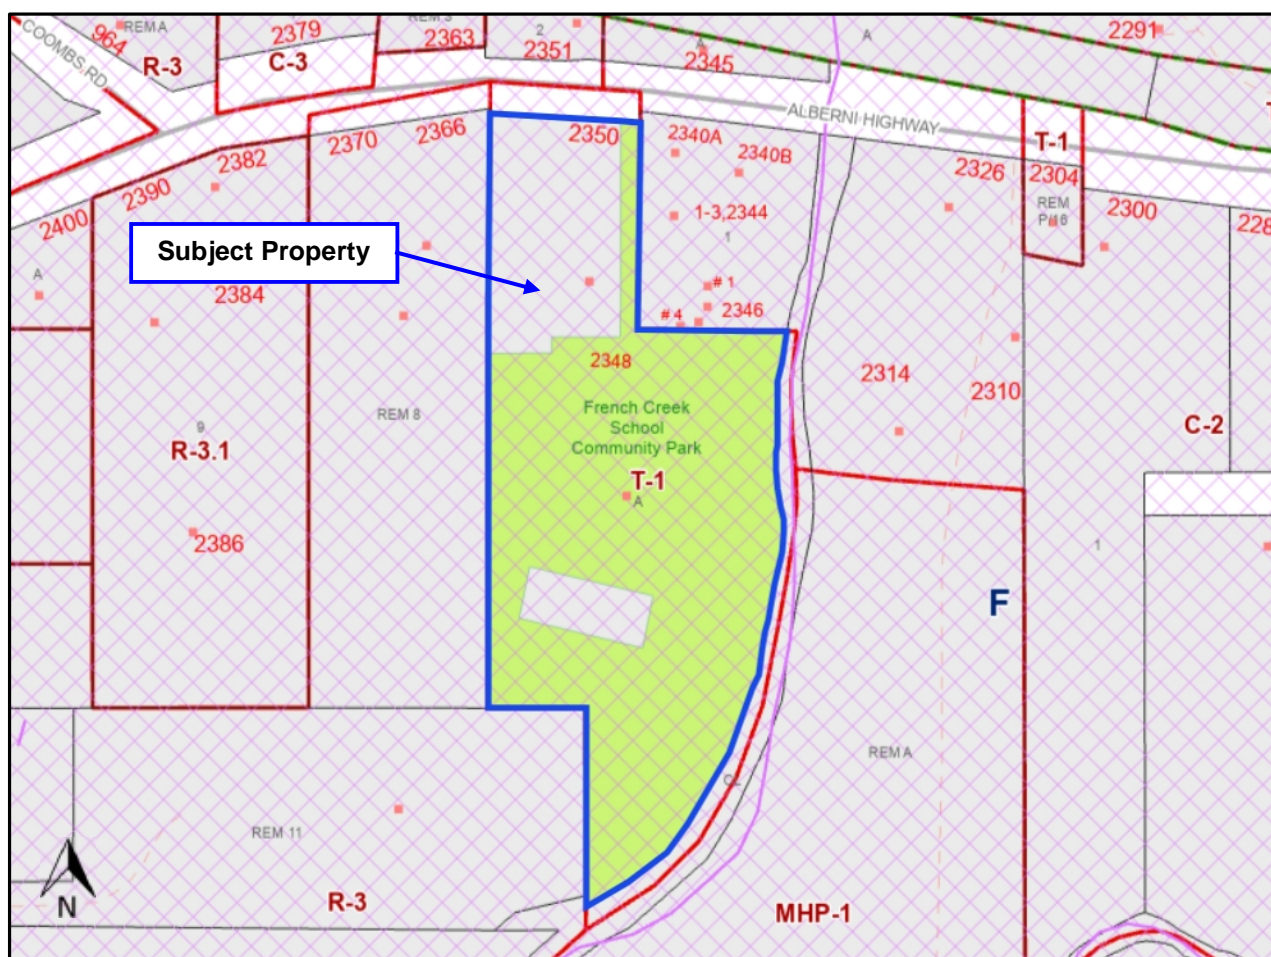 COOMBS RD
964
REM A
R-3
2379
C-3
REM 3
2363
2
2351
A
2345
A
2291
ALBERNI HIGHWAY
T-1
2304
REM
P/16
2326
2300
2400
2390
2382
2370
2366
2350
2340A
2340B
1-3,2344
1
# 1
# 4
2346
Subject Property
A
2384
2348
2314
2310
C-2
French Creek
School
Community Park
T-1
A
REM 8
9
R-3.1
2386
1
F
REM A
REM 11
R-3
MHP-1
N